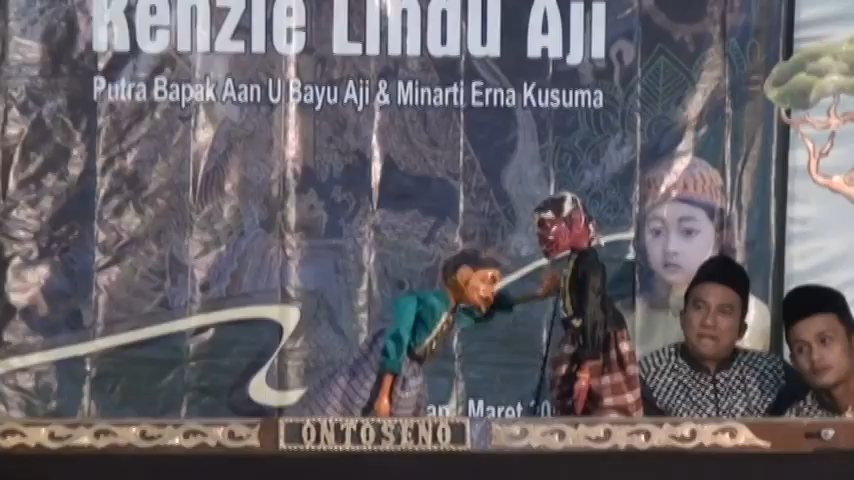 Kenzie Lindu Aji
Putra Bapak Aan U Bayu Aji & Minarti Erna Kusuma
Maret
ONTOSENO